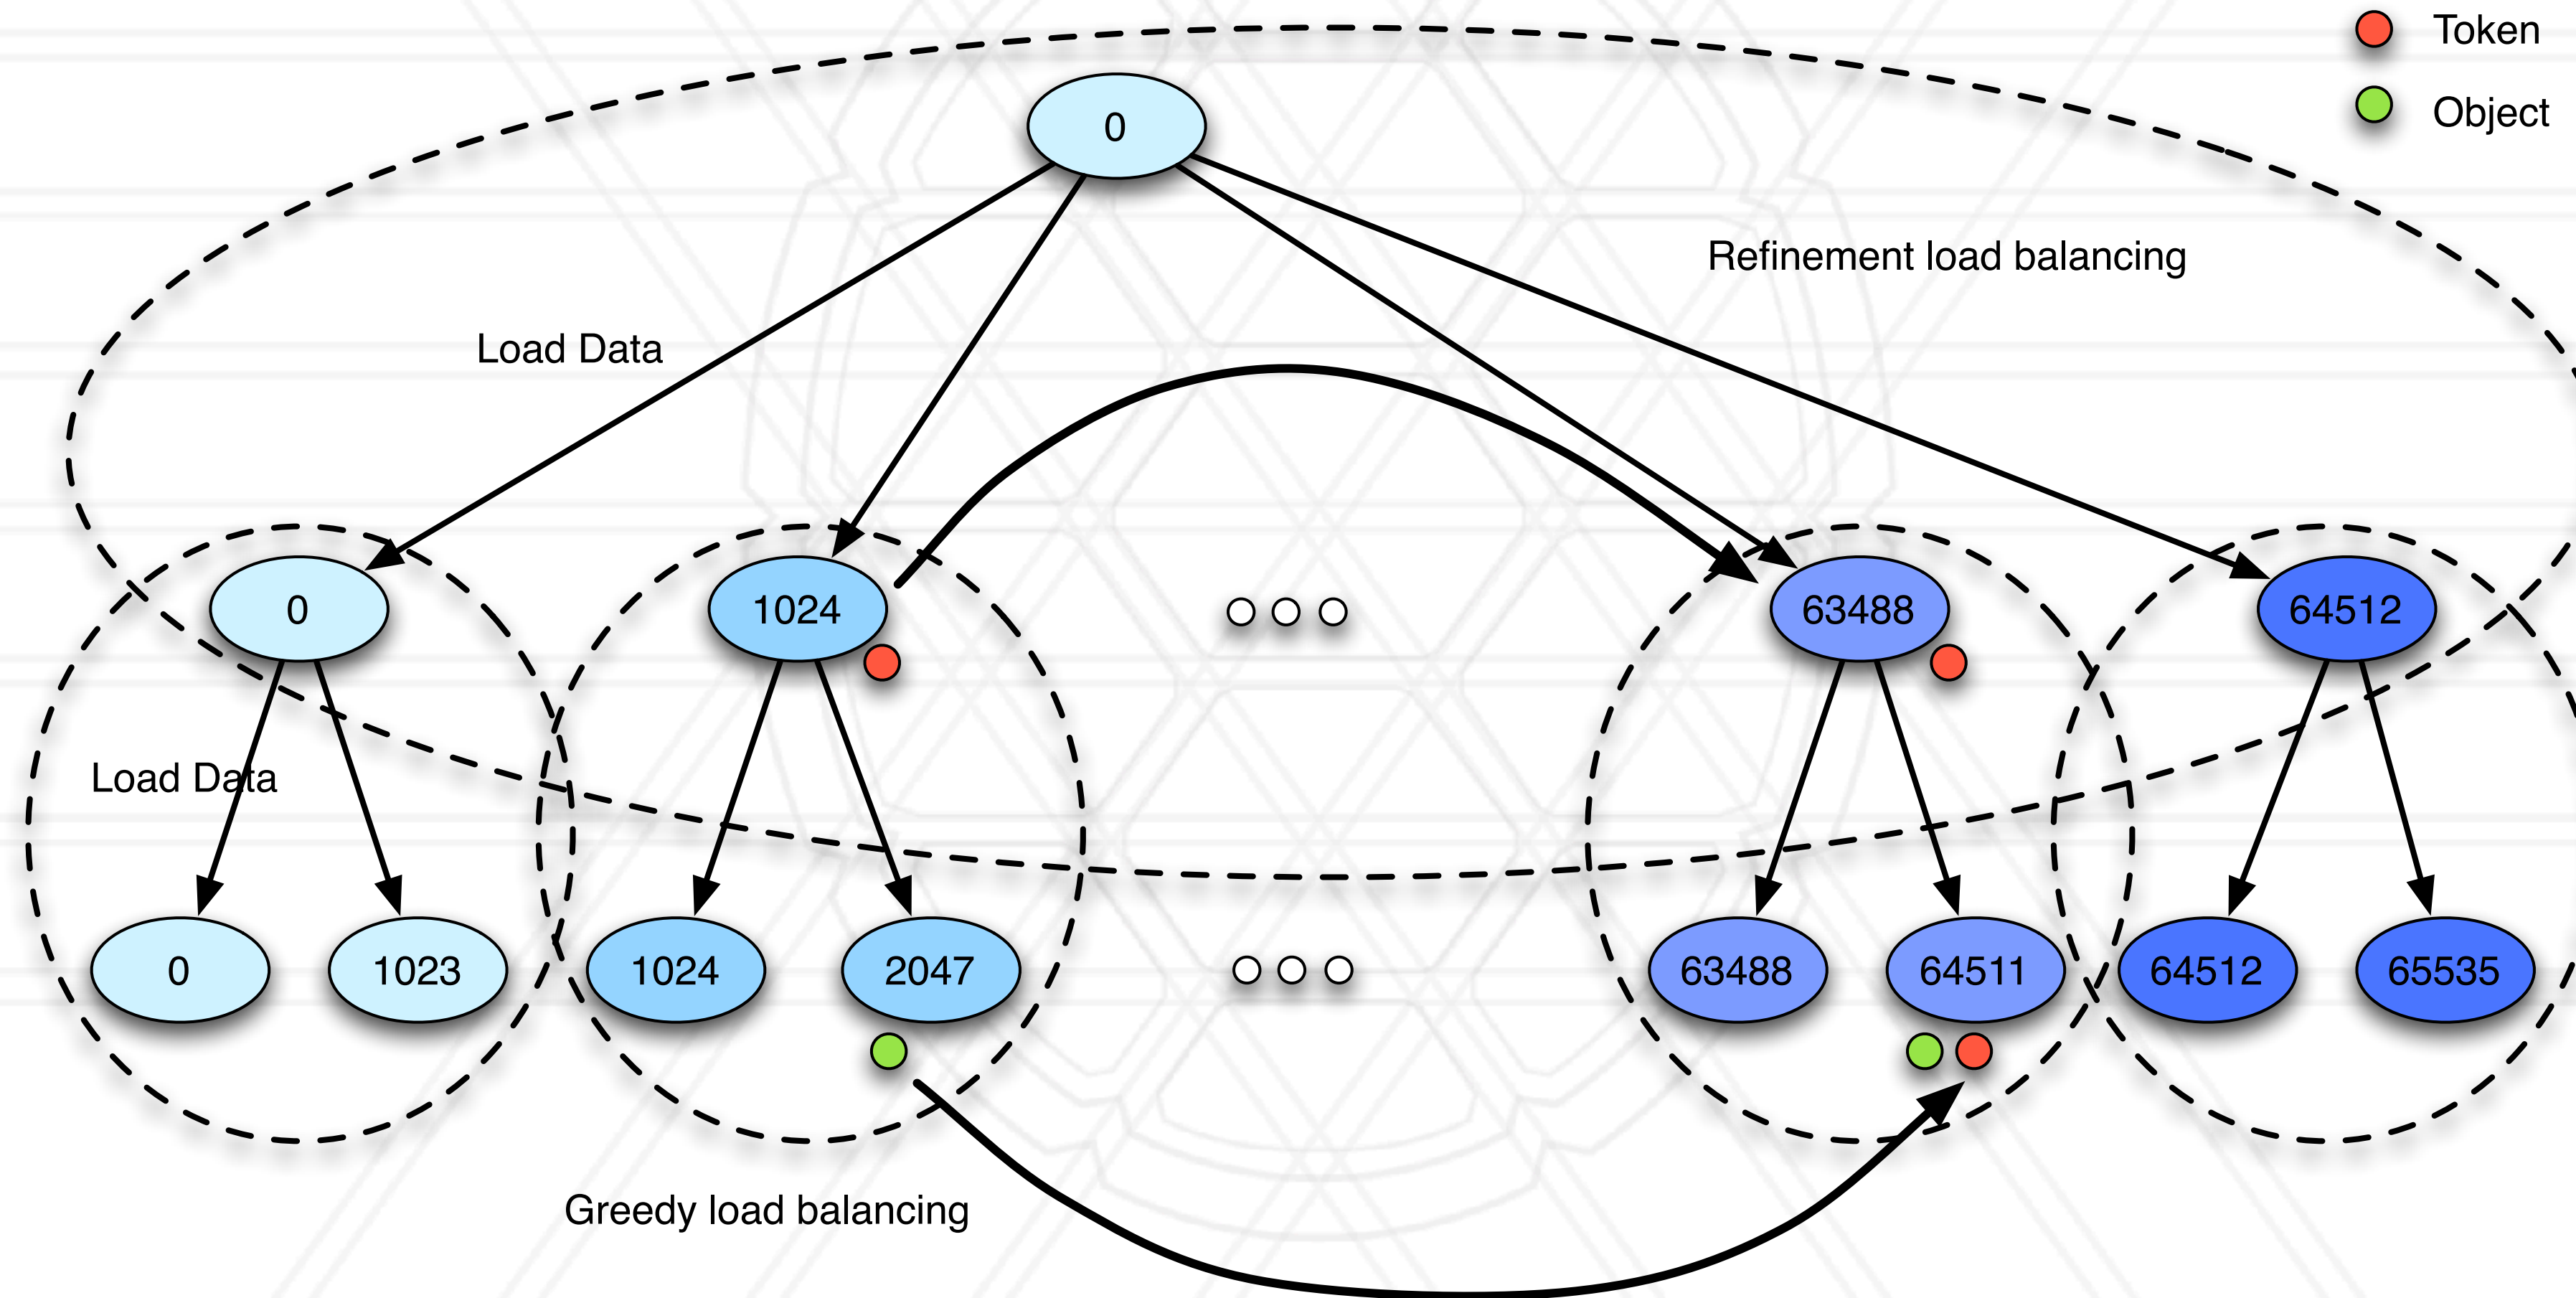 Token
Object
0
Refinement load balancing
Load Data
0
1024
63488
64512
Load Data
0
1023
1024
2047
63488
64511
64512
65535
Greedy load balancing